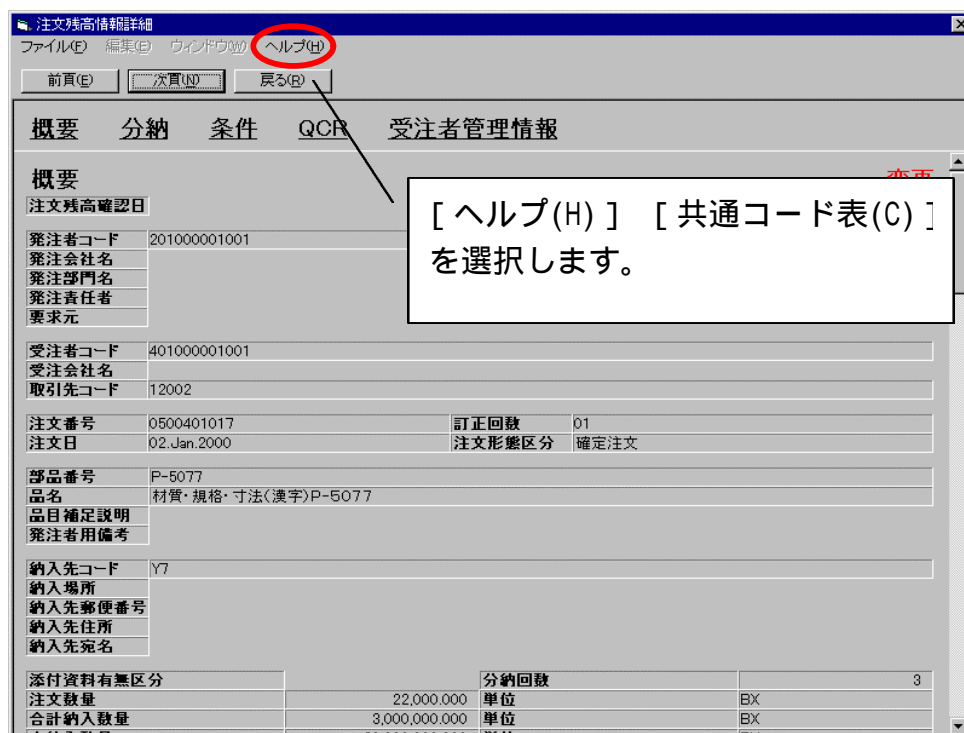 注文残高情報詳細
ファイル(F) 編集(E) ウィンドウ(W) ヘルプ(H)
前頁(E) 次頁(N) 戻る(R)
概要 分納 条件 QCR 受注者管理情報
概要
[ヘルプ(H)] [共通コード表(C)]
を選択します。
注文残高確認日
発注者コード 201000001001
発注会社名
発注部門名
発注責任者
要求元
受注者コード 401000001001
受注会社名
取引先コード 12002
注文番号 0500401017 訂正回数 01
注文日 02.Jan.2000 注文形態区分 確定注文
部品番号 P-5077
品名 材質・規格・寸法(漢字)P-5077
品目補足説明
発注者用備考
納入先コード Y7
納入場所
納入先郵便番号
納入先住所
納入先宛名
添付資料有無区分 分納回数 3
注文数量 22,000.000 単位 BX
合計納入数量 3,000,000.000 単位 BX